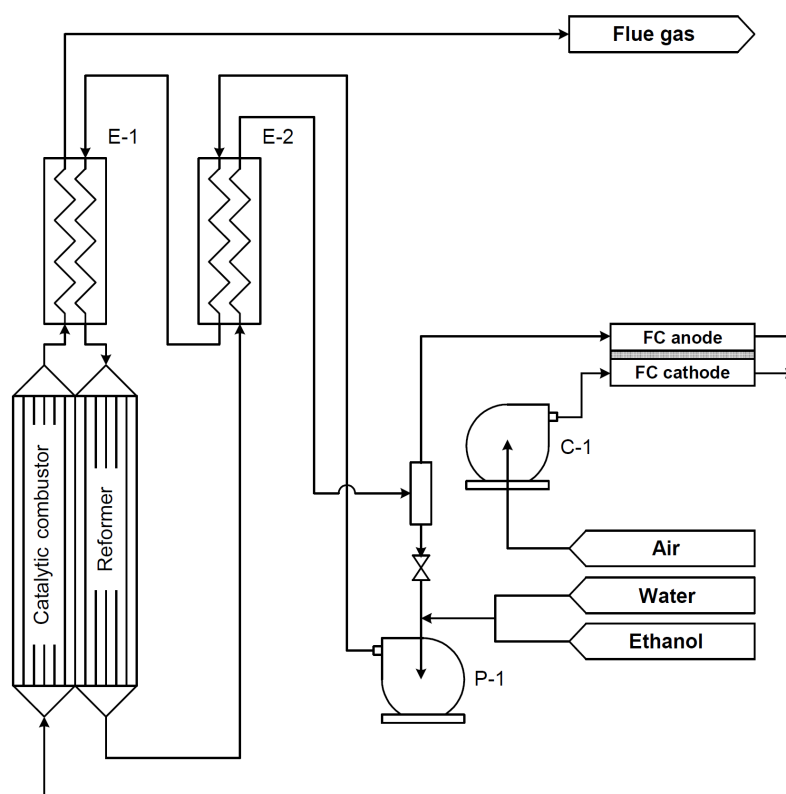 Flue gas
E-1
E-2
FC anode
FC cathode
C-1
Catalytic combustor
Reformer
Air
Water
Ethanol
P-1